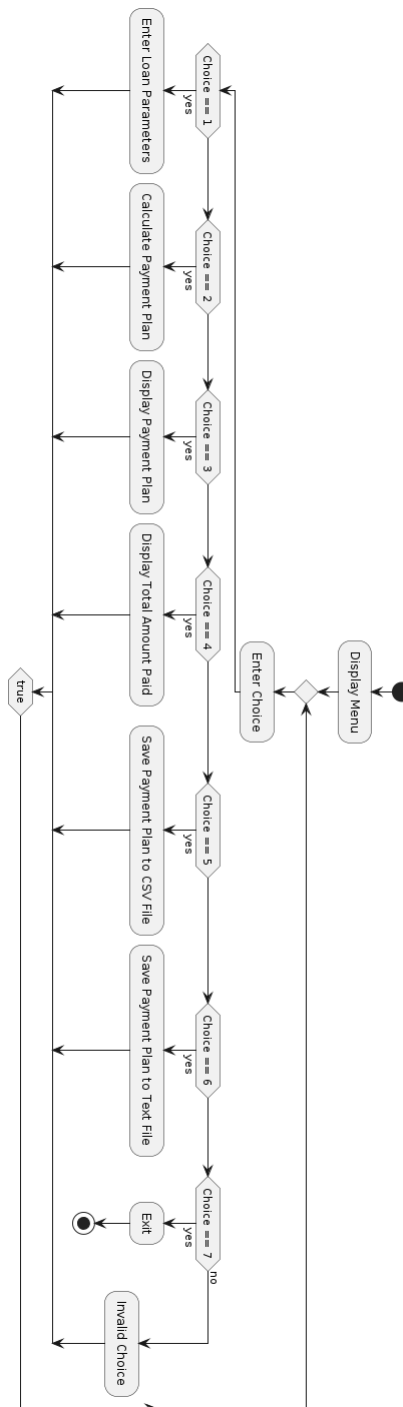 Display Menu
Enter Choice
Choice == 1
yes
Enter Loan Parameters
Choice == 2
yes
Calculate Payment Plan
Choice == 3
yes
Display Payment Plan
Choice == 4
yes
Display Total Amount Paid
Choice == 5
yes
Save Payment Plan to CSV File
Choice == 6
yes
Save Payment Plan to Text File
Choice == 7
yes
no
Exit
Invalid Choice
true